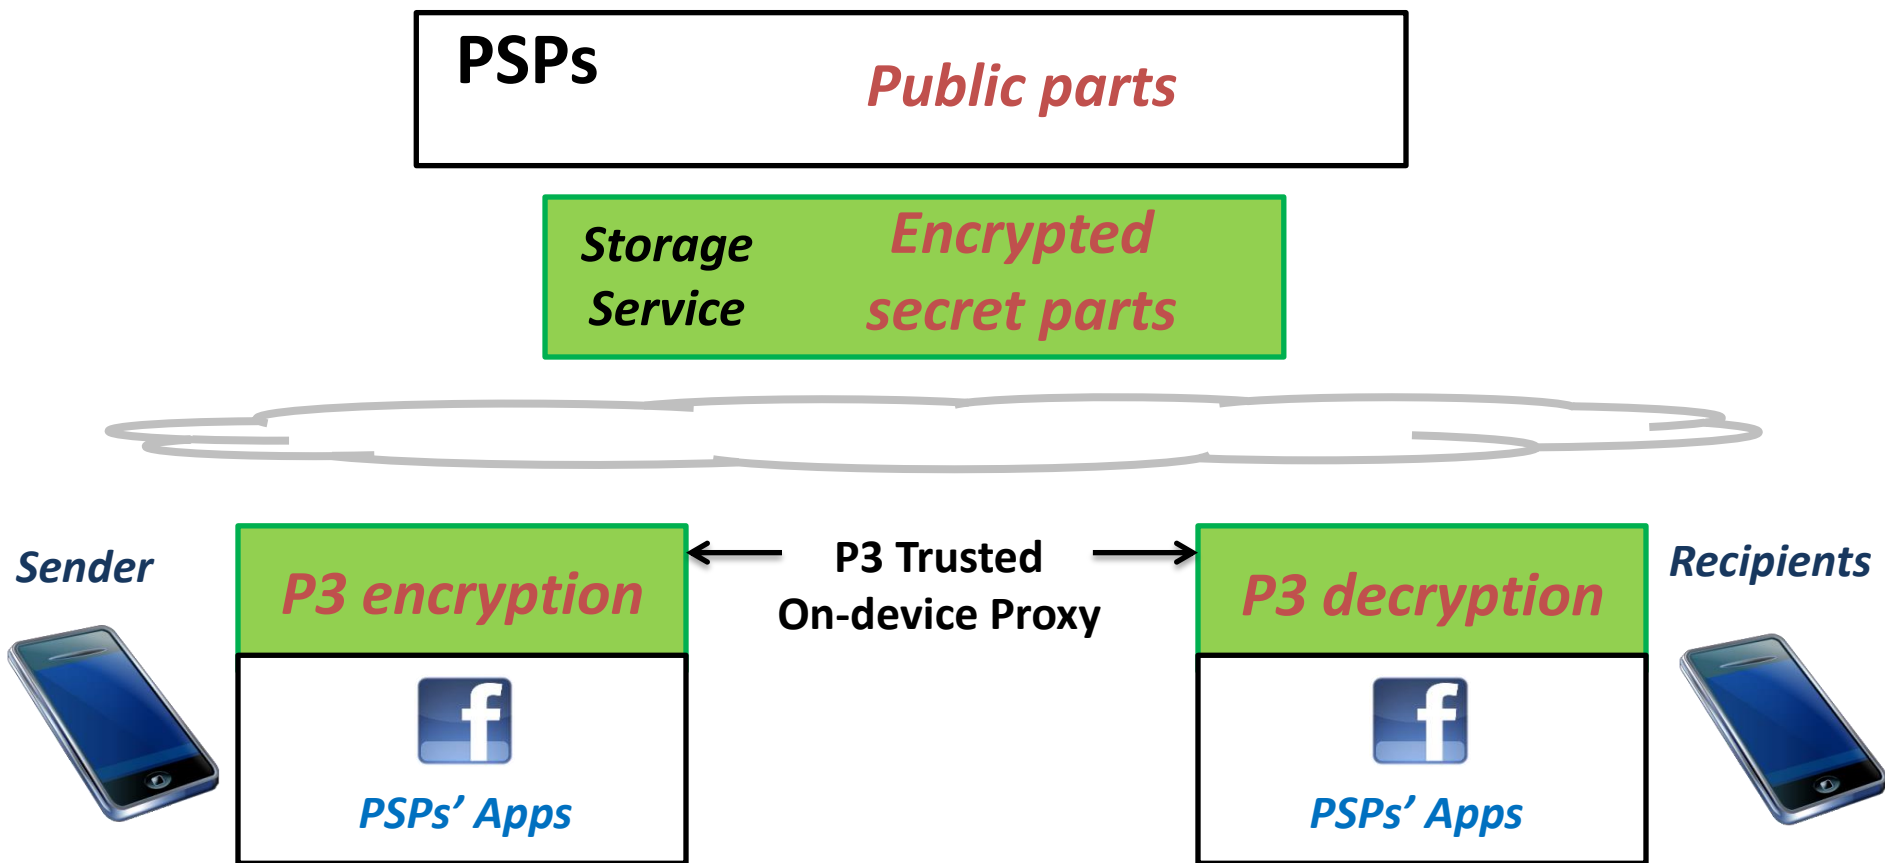 PSPs
Public parts
Storage
Service
Encrypted
secret parts
Sender
P3 encryption
P3 Trusted
On-device Proxy
P3 decryption
Recipients
f
PSPs’ Apps
f
PSPs’ Apps